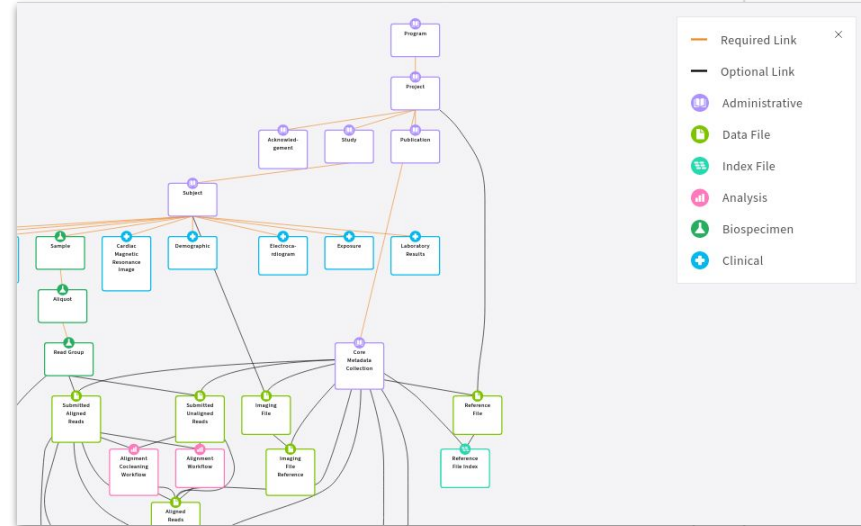 Program
Project
Acknowled-
gement
Study
Publication
Subject
Sample
Cardiac
Magnetic
Resonance
Image
Demographic
Electroca-
rdiogram
Exposure
Laboratory
Results
Aliquot
Read Group
Core
Metadata
Collection
Submitted
Aligned
Reads
Submitted
Unaligned
Reads
Imaging
File
Reference
File
Alignment
Cocleaning
Workflow
Alignment
Workflow
Imaging
File
Reference
Reference
File Index
Aligned
Reads
Required Link
Optional Link
Administrative
Data File
Index File
Analysis
Biospecimen
Clinical